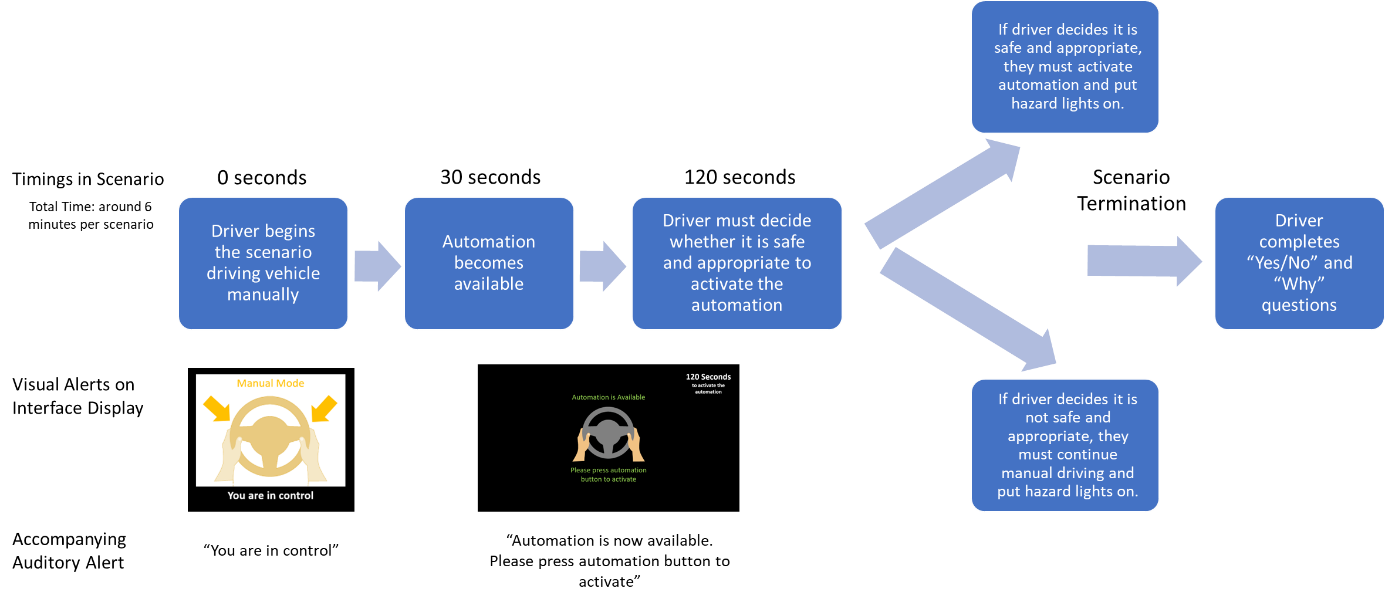 If driver decides it is
safe and appropriate,
they must activate
automation and put
hazard lights on.
Timings in Scenario
Total Time: around 6
minutes per scenario
0 seconds
30 seconds
120 seconds
Scenario
Termination
Driver begins
the scenario
driving vehicle
manually
Automation
becomes
available
Driver must decide
whether it is safe
and appropriate to
activate the
automation
Driver
completes
“Yes/No” and
“Why”
questions
Visual Alerts on
Interface Display
Manual Mode
You are in control
120 Seconds
to activate the
automation
Automation is Available
Please press automation
button to activate
If driver decides it is
not safe and
appropriate, they
must continue
manual driving and
put hazard lights on.
Accompanying
Auditory Alert
“You are in control”
“Automation is now available.
Please press automation button to
activate”